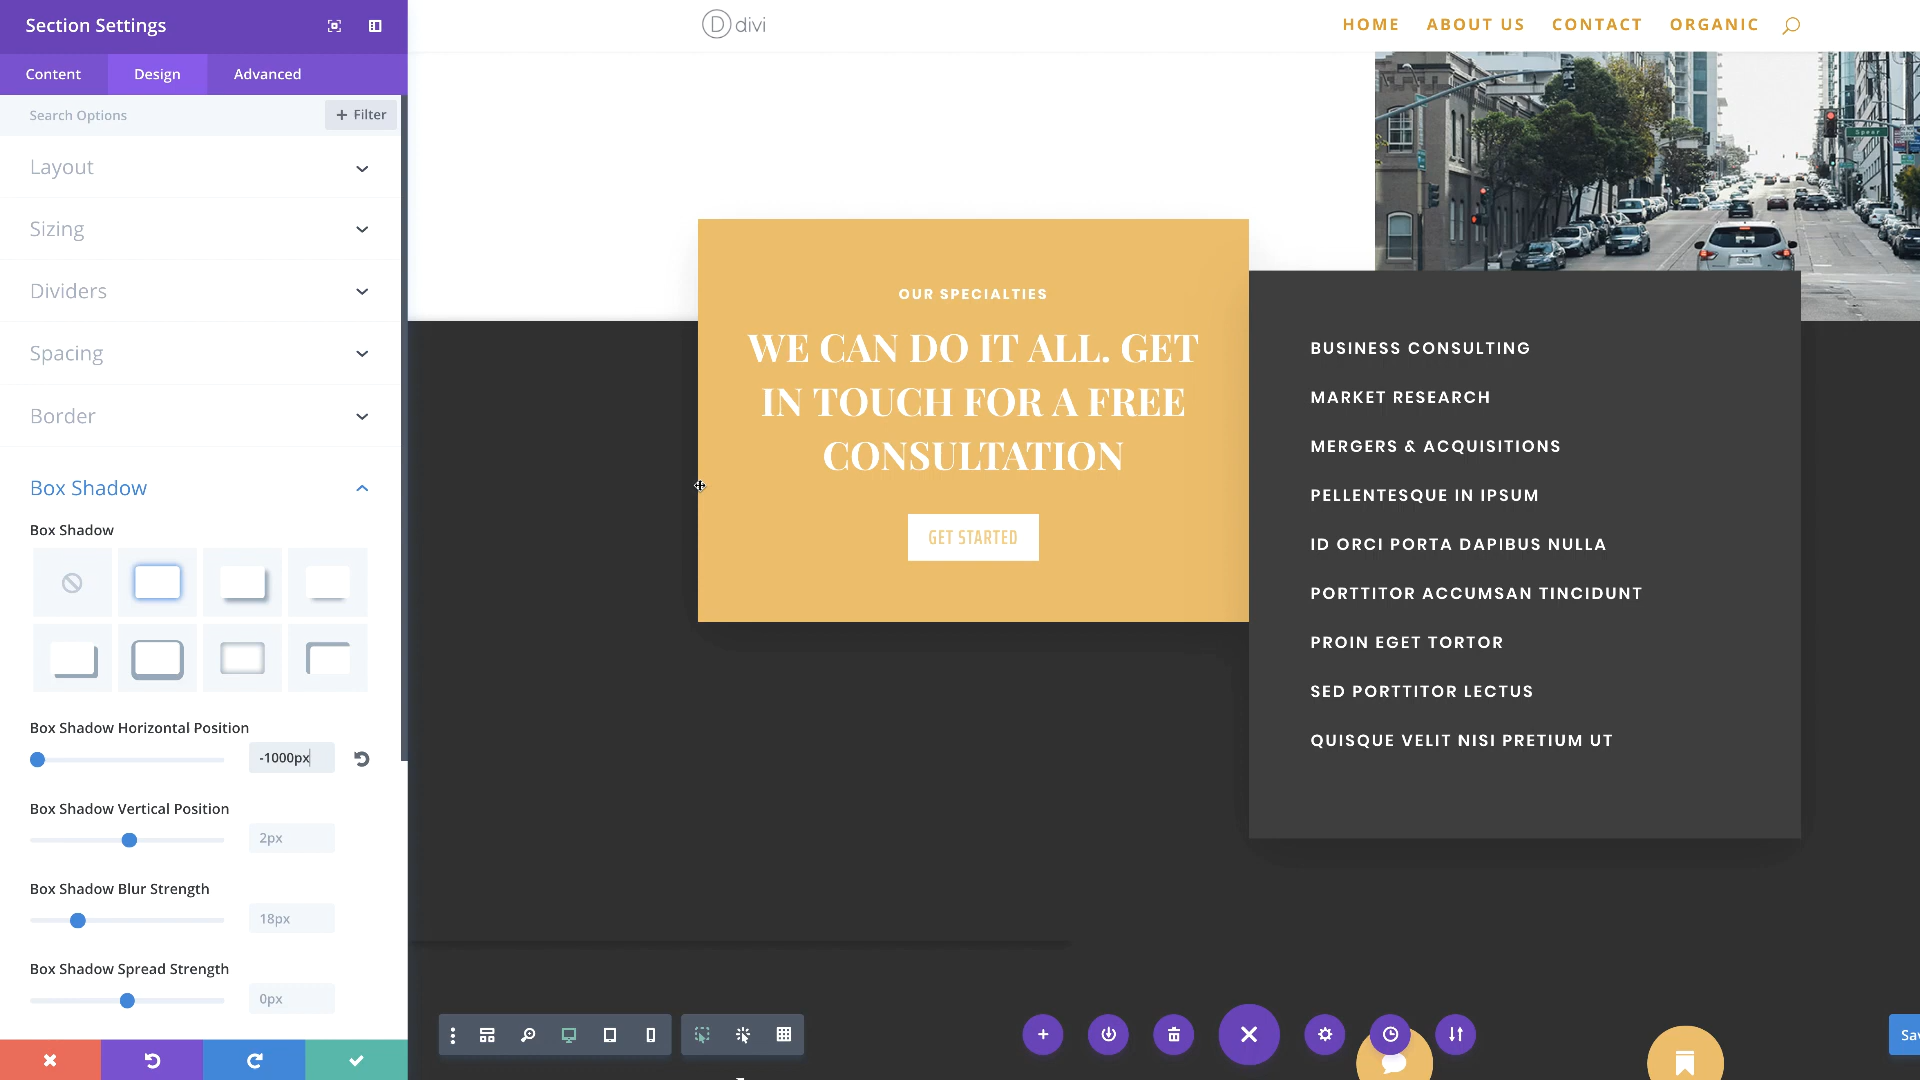 Section Settings
Content
Design
Advanced
Search Options
+ Filter
Layout
Sizing
Dividers
Spacing
Border
Box Shadow
Box Shadow
Box Shadow Horizontal Position
-1000px
Box Shadow Vertical Position
2px
Box Shadow Blur Strength
18px
Box Shadow Spread Strength
0px
D divi
HOME
ABOUT US
CONTACT
ORGANIC
Spear
OUR SPECIALTIES
WE CAN DO IT ALL. GET
IN TOUCH FOR A FREE
CONSULTATION
GET STARTED
BUSINESS CONSULTING
MARKET RESEARCH
MERGERS & ACQUISITIONS
PELLENTESQUE IN IPSUM
ID ORCI PORTA DAPIBUS NULLA
PORTTITOR ACCUMSAN TINCIDUNT
PROIN EGET TORTOR
SED PORTTITOR LECTUS
QUISQUE VELIT NISI PRETIUM UT
Sav